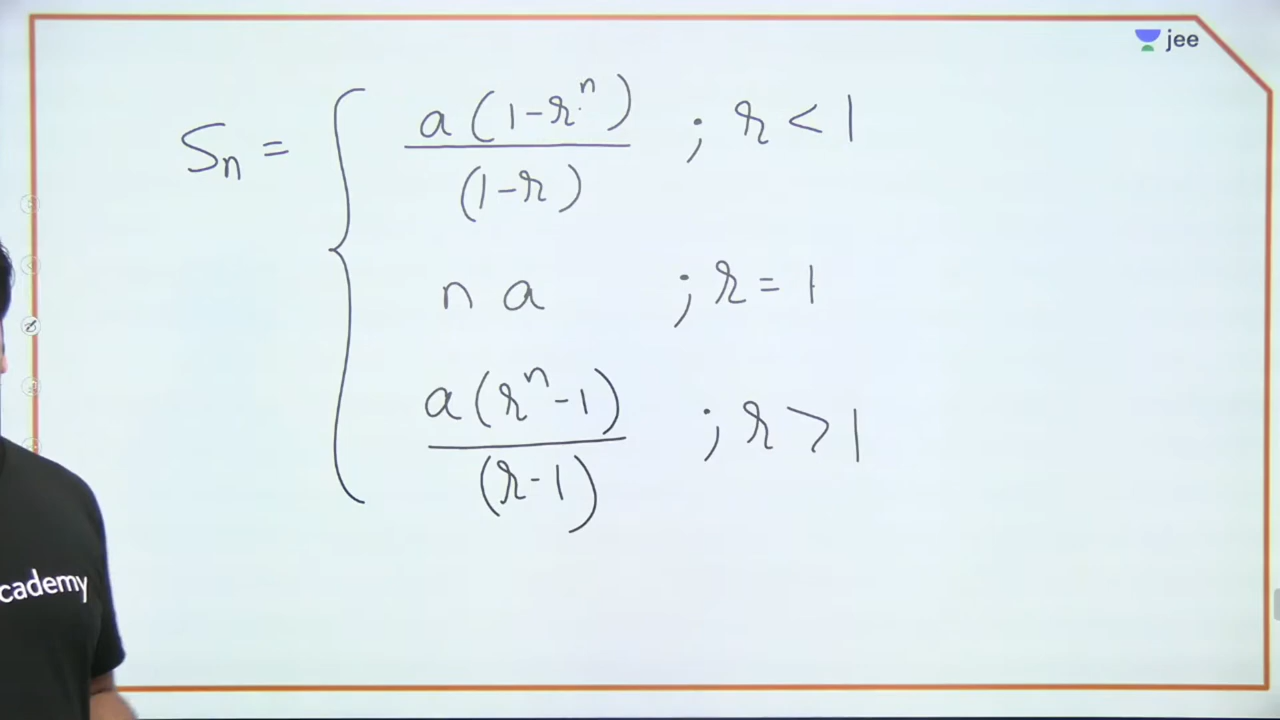 jee
Sn = { a(1-r^n) / (1-r) ; r < 1
n a ; r = 1
a(r^n-1) / (r-1) ; r > 1
cademy